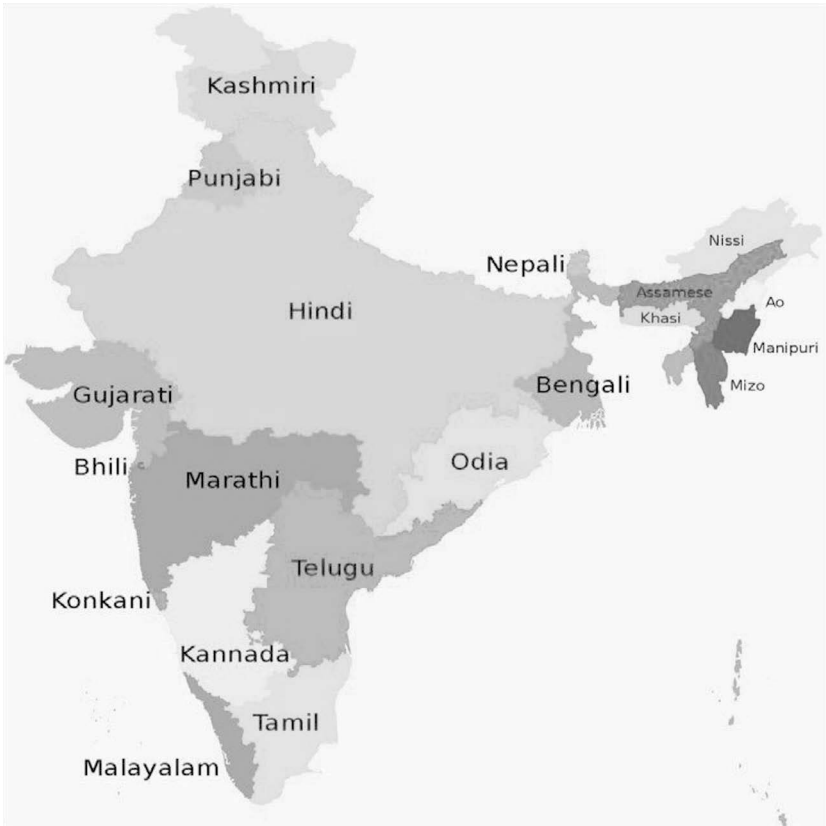 Kashmiri
Punjabi
Nissi
Nepali
Assamese
Ao
Hindi
Khasi
Manipuri
Gujarati
Bengali
Mizo
Bhili
Marathi
Odia
Telugu
Konkani
Kannada
Tamil
Malayalam